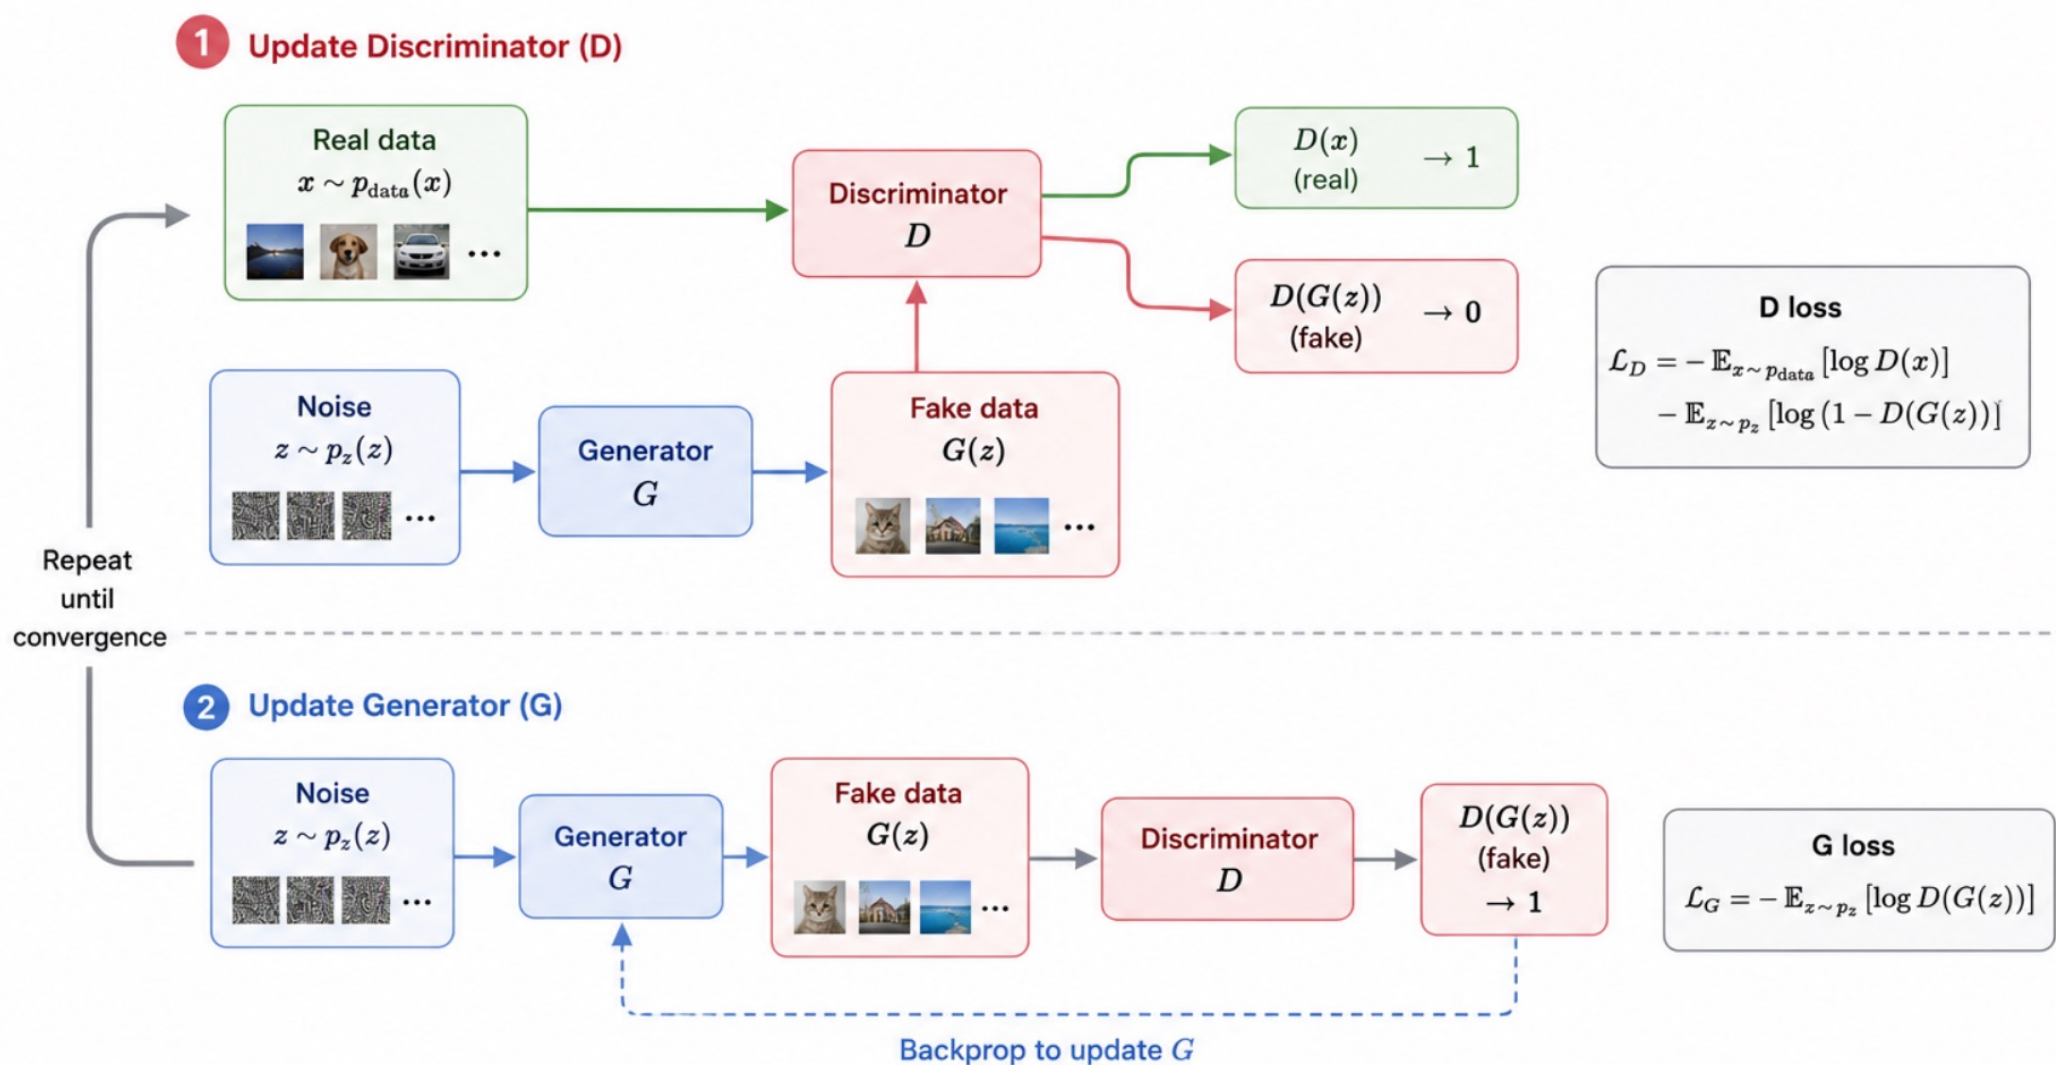 1 Update Discriminator (D)
Real data
x ∼ p_data(x)
...
Discriminator
D
D(x) → 1
(real)
D(G(z)) → 0
(fake)
D loss
ℒ_D = − 𝔼_{x∼p_data} [log D(x)]
− 𝔼_{z∼p_z} [log (1 − D(G(z))]
Noise
z ∼ p_z(z)
...
Generator
G
Fake data
G(z)
...
Repeat
until
convergence
2 Update Generator (G)
Noise
z ∼ p_z(z)
...
Generator
G
Fake data
G(z)
...
Discriminator
D
D(G(z))
(fake)
→ 1
G loss
ℒ_G = − 𝔼_{z∼p_z} [log D(G(z))]
Backprop to update G